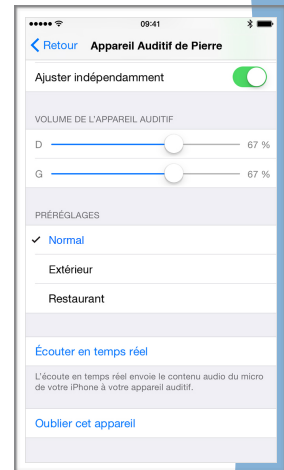 09:41
Retour Appareil Auditif de Pierre
Ajuster indépendamment
VOLUME DE L'APPAREIL AUDITIF
D 67 %
G 67 %
PRÉRÉGLAGES
✓ Normal
Extérieur
Restaurant
Écouter en temps réel
L'écoute en temps réel envoie le contenu audio du micro
de votre iPhone à votre appareil auditif.
Oublier cet appareil